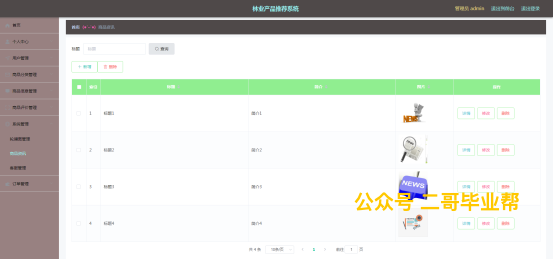 林业产品推荐系统
管理员 admin 退出到前台 退出登录
首页
个人中心
用户管理
商品分类管理
商品信息管理
商品评价管理
系统管理
轮播图管理
商品资讯
订单管理
首页 商品资讯
标题 标题 查询
+ 新增 删除
索引 标题 简介 图片 操作
1 标题1 简介1 详情 修改 删除
2 标题2 简介2 详情 修改 删除
3 标题3 简介3 NEWS 详情 修改 删除
4 标题4 简介4 详情 修改 删除
公众号 二哥毕业帮
共 4 条 10条/页 < 1 > 前往 1 页